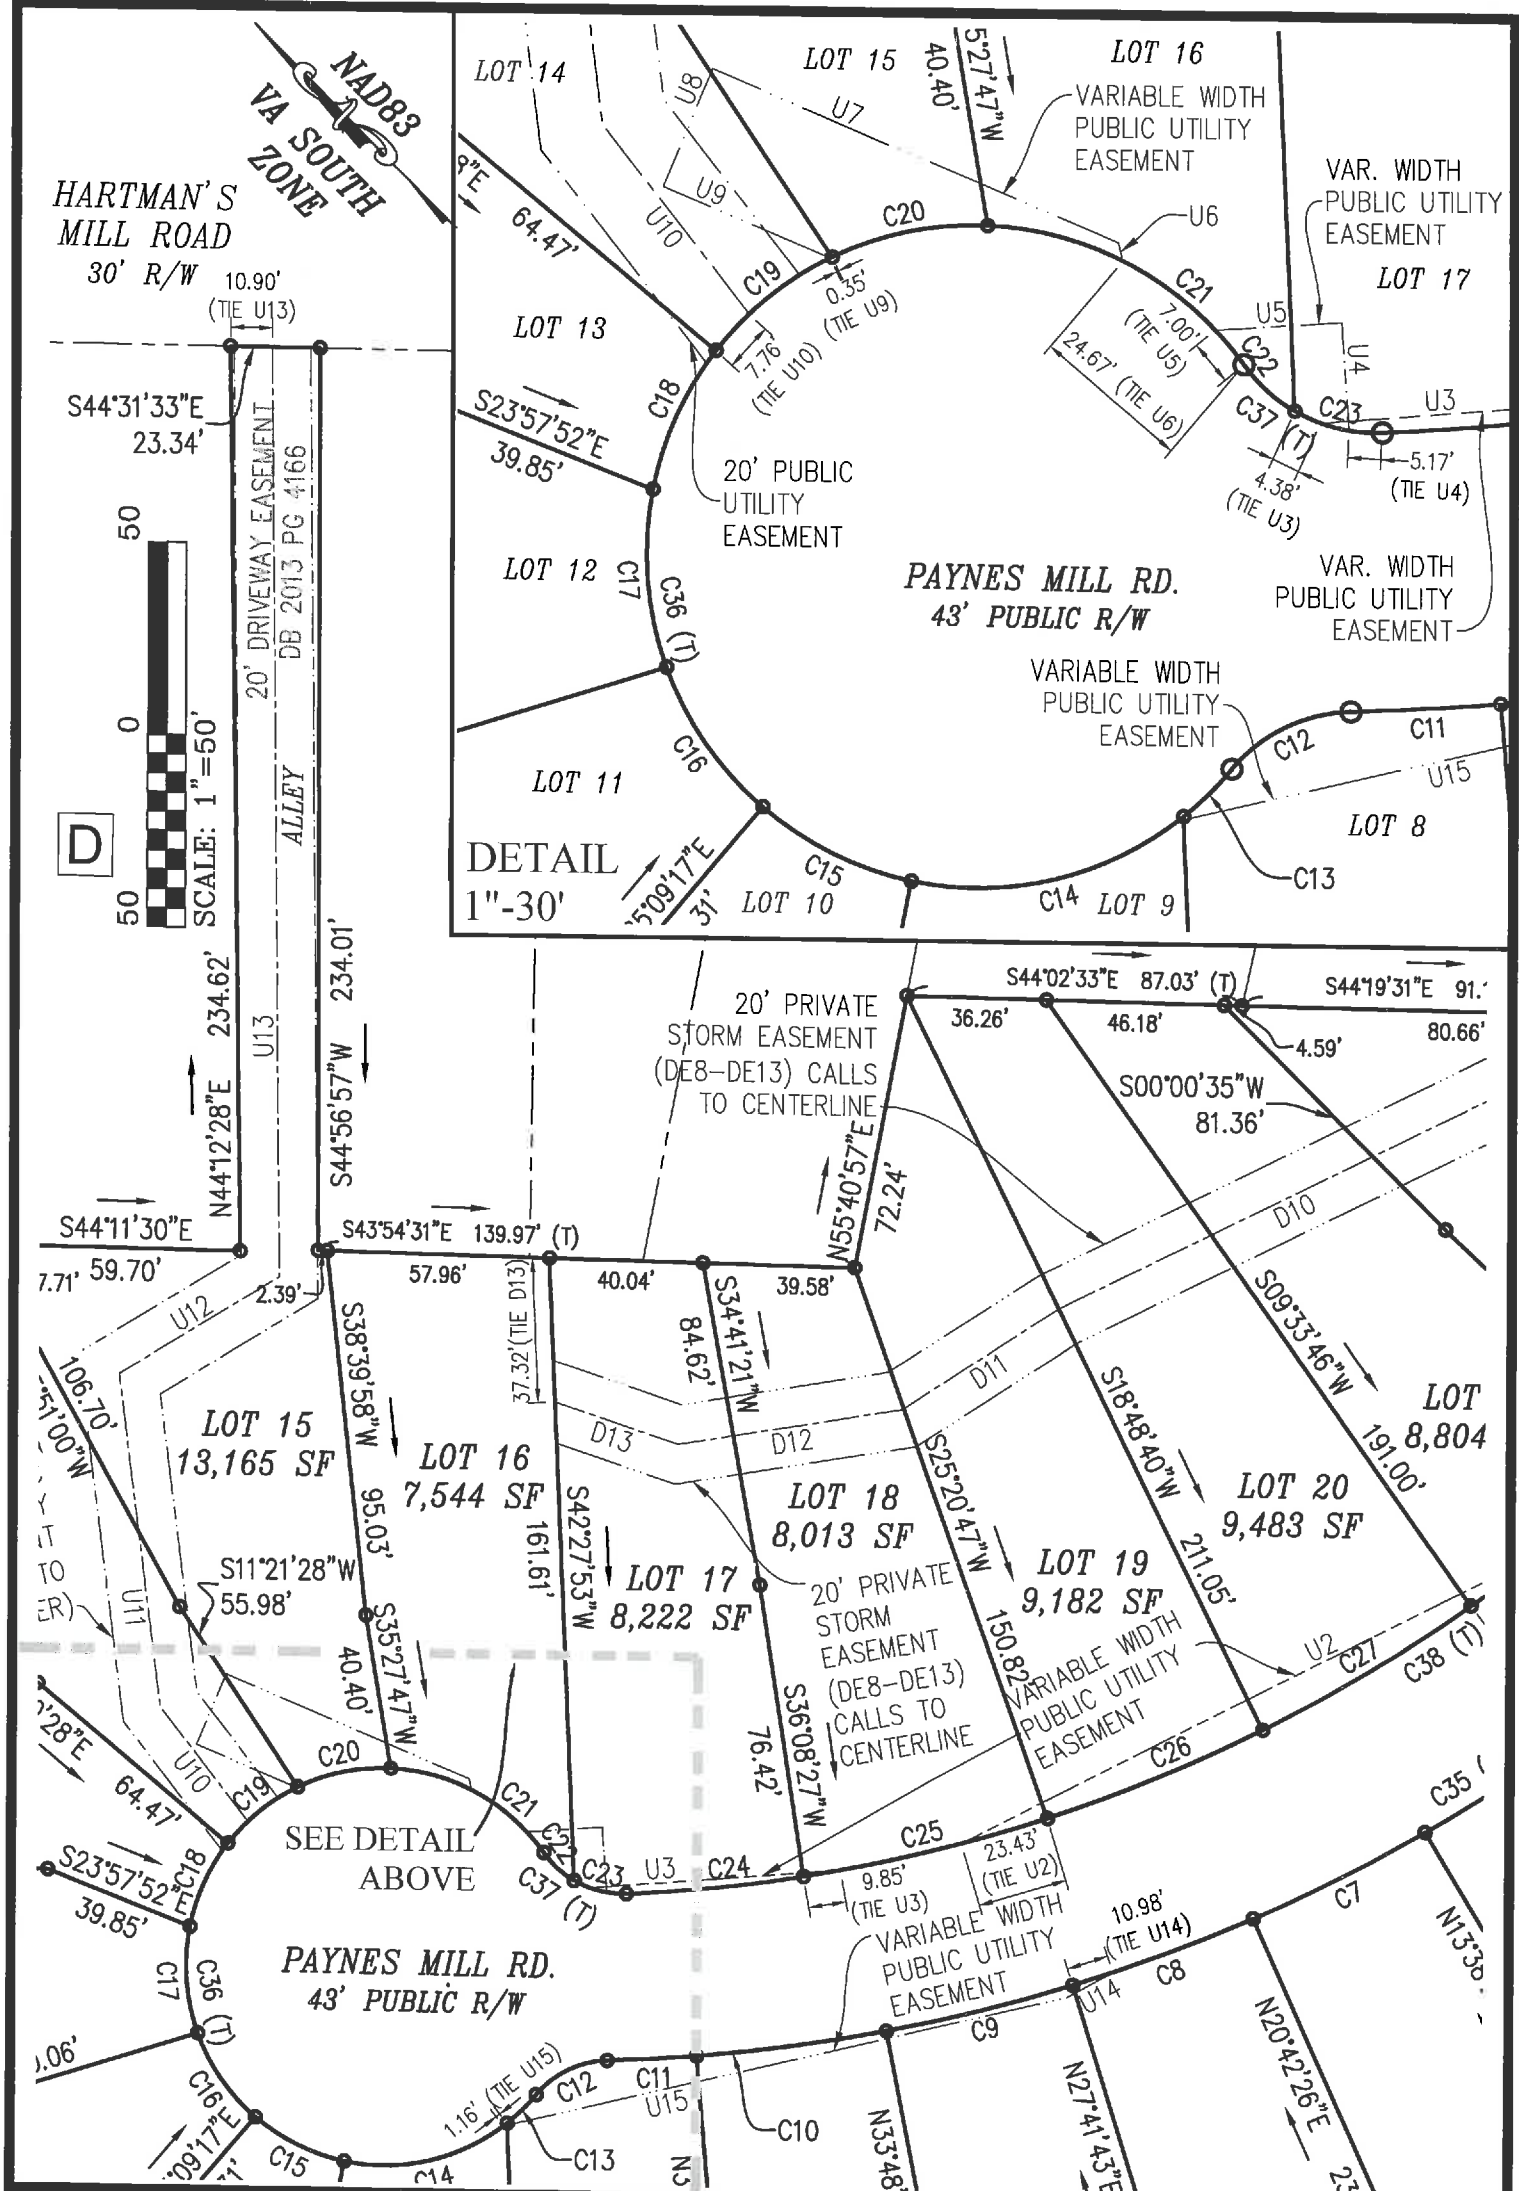 NAD83
VA SOUTH
ZONE
HARTMAN'S
MILL ROAD
30' R/W
10.90'
(TIE U13)
S44°31'33"E
23.34'
20' DRIVEWAY EASEMENT
DB 2013 PG 4166
ALLEY
50
0
50
SCALE: 1"=50'
D
N44°12'28"E 234.62'
U13
S44°56'57"W 234.01'
LOT 14
LOT 15
LOT 16
5°27'47"W
40.40'
U8
U7
VARIABLE WIDTH
PUBLIC UTILITY
EASEMENT
VAR. WIDTH
PUBLIC UTILITY
EASEMENT
LOT 17
8"E
64.47'
U9
U10
C20
U6
C19
0.35'
(TIE U9)
C21
LOT 13
7.76'
(TIE U10)
7.00'
(TIE U5)
U5
24.67' (TIE U6)
C22
U4
C18
C37 (T)
C23
U3
S23°57'52"E
39.85'
4.38'
(TIE U3)
5.17'
(TIE U4)
20' PUBLIC
UTILITY
EASEMENT
LOT 12
C17
C36 (T)
PAYNES MILL RD.
43' PUBLIC R/W
VAR. WIDTH
PUBLIC UTILITY
EASEMENT
VARIABLE WIDTH
PUBLIC UTILITY
EASEMENT
C12
C11
C16
U15
LOT 11
LOT 8
DETAIL
1"-30'
C15
C13
5°09'17"E
31'
LOT 10
C14
LOT 9
20' PRIVATE
STORM EASEMENT
(DE8-DE13) CALLS
TO CENTERLINE
S44°02'33"E 87.03' (T)
36.26'
46.18'
4.59'
S44°19'31"E 91.
80.66'
S00°00'35"W
81.36'
N55°40'57"E
72.24'
S44°11'30"E
7.71'
59.70'
S43°54'31"E 139.97' (T)
2.39'
57.96'
40.04'
39.58'
37.32'(TIE D13)
D10
U12
D11
S38°39'58"W
95.03'
S34°41'21"W
84.62'
S09°33'46"W
191.00'
106.70'
51'00"W
LOT 15
13,165 SF
LOT 16
7,544 SF
D13
D12
LOT
8,804
S42°27'53"W
161.61'
LOT 18
8,013 SF
S25°20'47"W
150.82'
S18°48'40"W
211.05'
LOT 20
9,483 SF
TO
ER)
U11
S11°21'28"W
55.98'
LOT 17
8,222 SF
20' PRIVATE
STORM
EASEMENT
(DE8-DE13)
CALLS TO
CENTERLINE
LOT 19
9,182 SF
VARIABLE WIDTH
PUBLIC UTILITY
EASEMENT
U2
C27
C38 (T)
S35°27'47"W
40.40'
S36°08'27"W
76.42'
'28"E
64.47'
U10
C19
C20
C21
C22
C26
C35
SEE DETAIL
ABOVE
C18
S23°57'52"E
39.85'
C37 (T)
C23
U3
C24
C25
9.85'
(TIE U3)
23.43'
(TIE U2)
VARIABLE WIDTH
PUBLIC UTILITY
EASEMENT
10.98'
(TIE U14)
C7
C8
U14
C9
PAYNES MILL RD.
43' PUBLIC R/W
C17
C36 (T)
.06'
C16
1.16' (TIE U15)
C12
C11
U15
C10
C13
C15
C14
°09'17"E
N33°48'
N27°41'43"E
N20°42'26"E
23